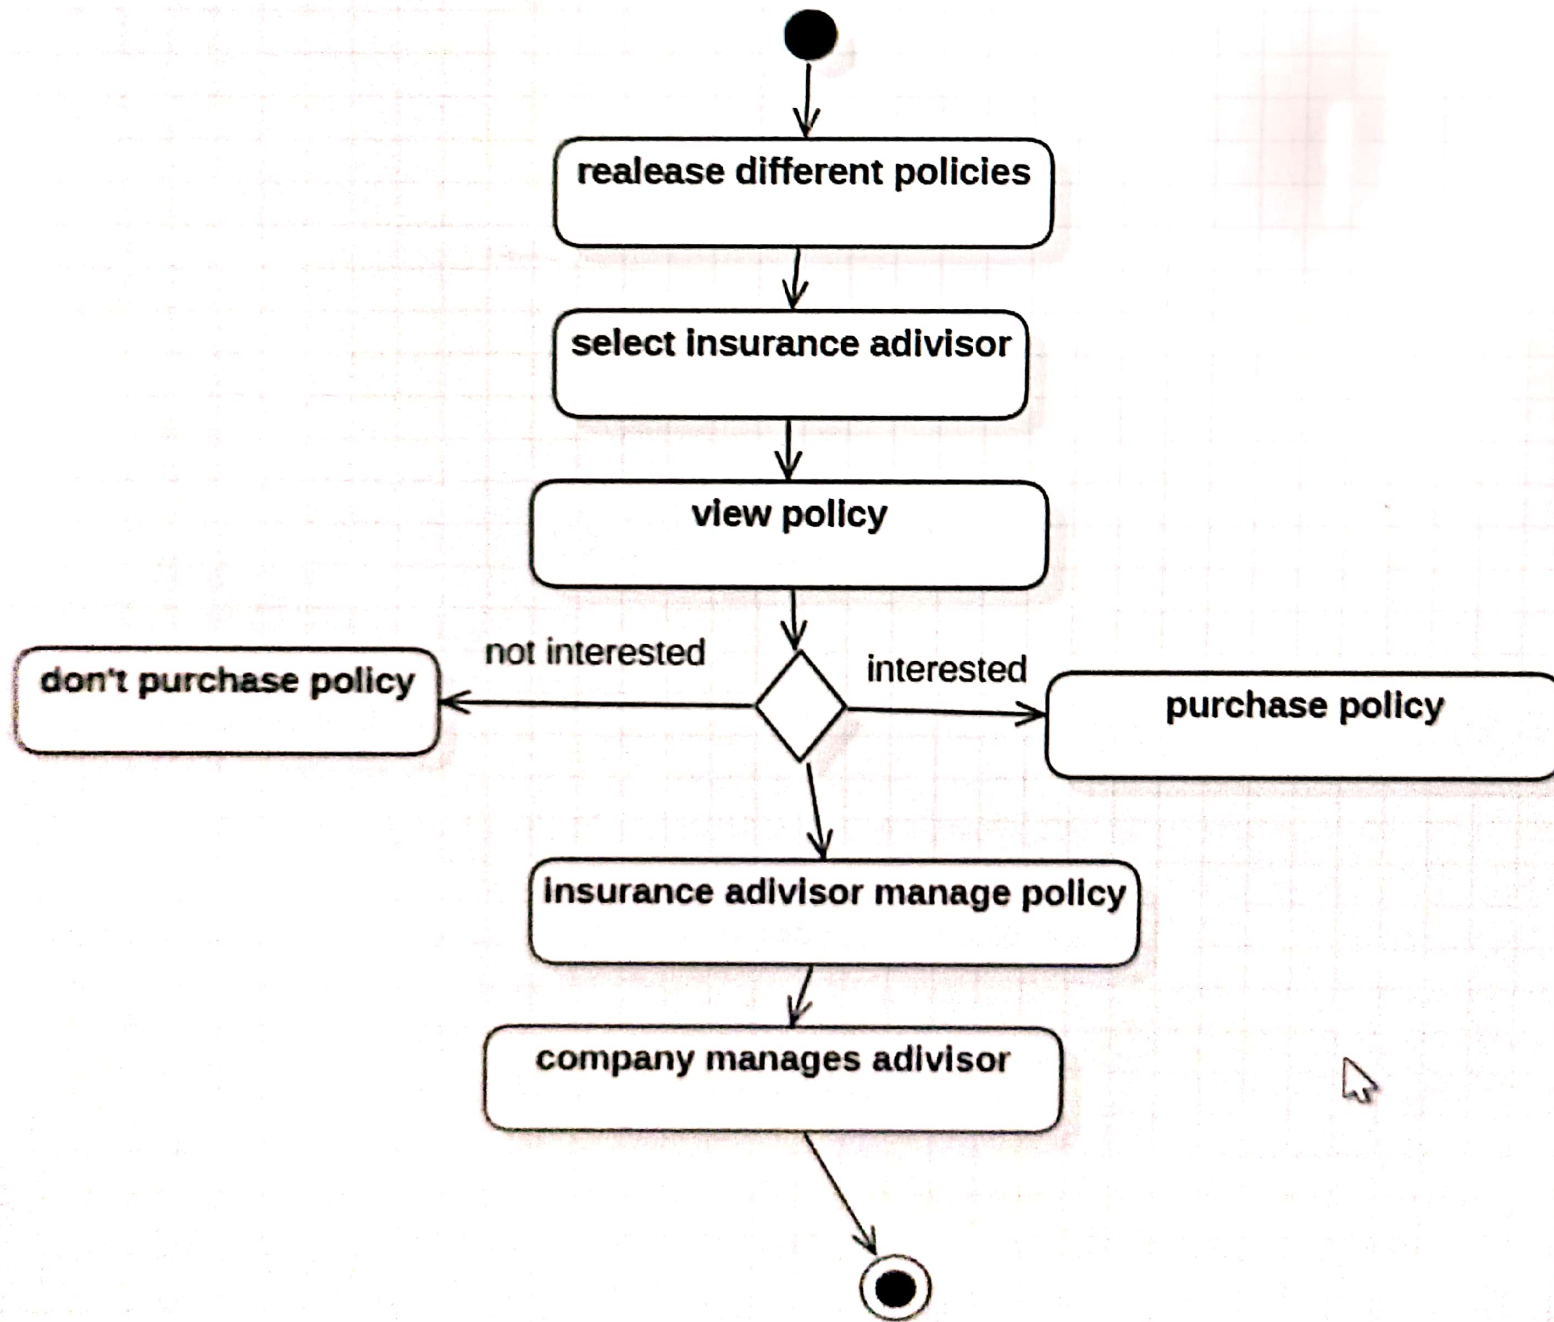 realease different policies
select insurance adivisor
view policy
not interested
interested
don't purchase policy
purchase policy
insurance adivisor manage policy
company manages adivisor